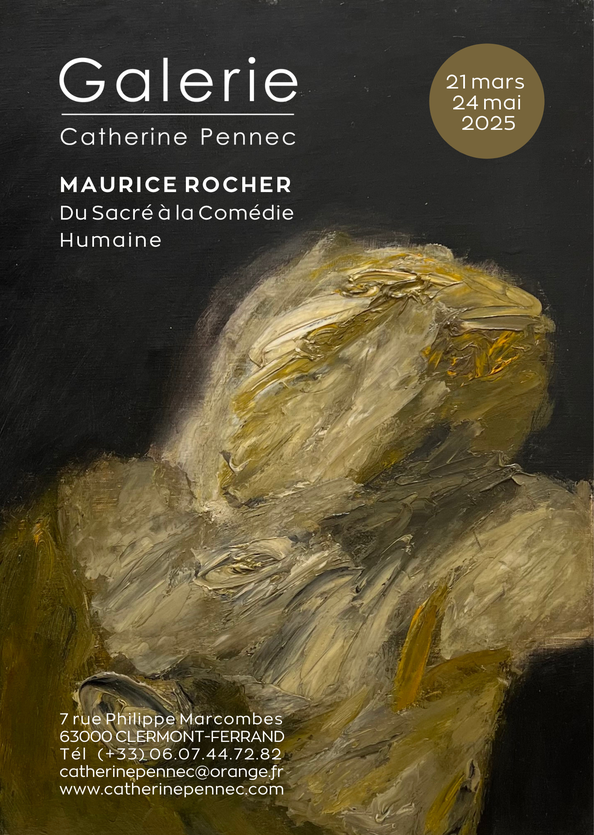 Galerie
Catherine Pennec
21 mars
24 mai
2025
MAURICE ROCHER
Du Sacré à la Comédie
Humaine
7 rue Philippe Marcombes
63000 CLERMONT-FERRAND
Tél (+33) 06.07.44.72.82
catherinepennec@orange.fr
www.catherinepennec.com